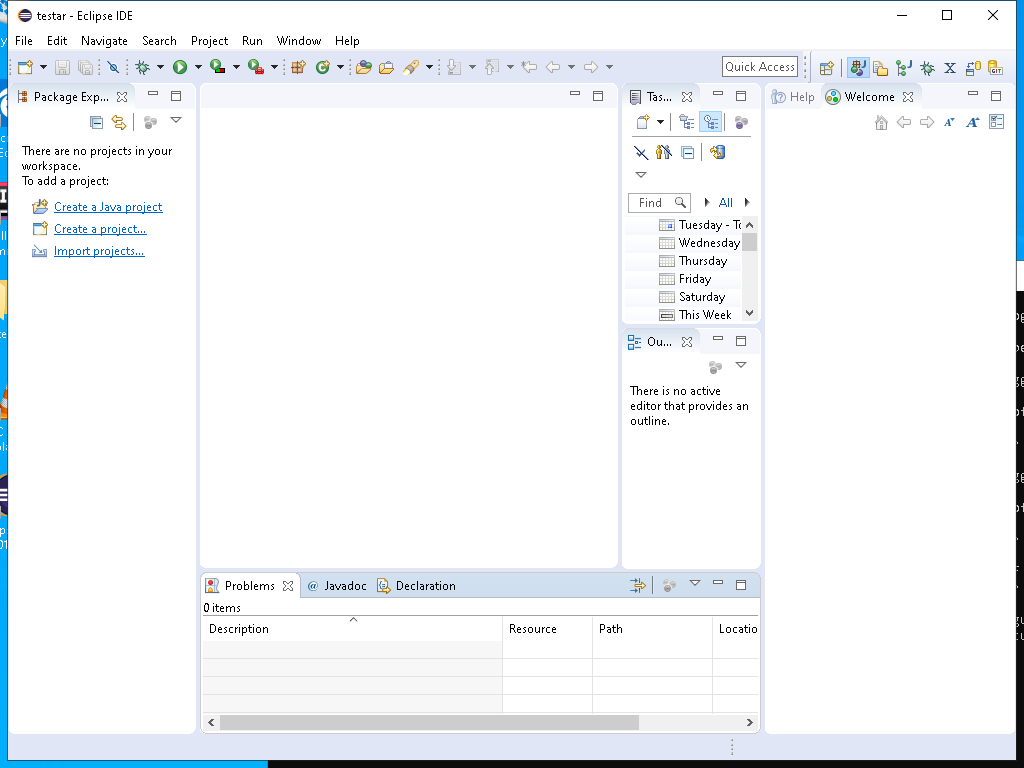 testar - Eclipse IDE
File Edit Navigate Search Project Run Window Help
Quick Access
Package Exp...
There are no projects in your
workspace.
To add a project:
Create a Java project
Create a project...
Import projects...
Tas...
Find
All
Tuesday - To
Wednesday
Thursday
Friday
Saturday
This Week
Ou...
There is no active
editor that provides an
outline.
Help Welcome
Problems @ Javadoc Declaration
0 items
Description Resource Path Locatio